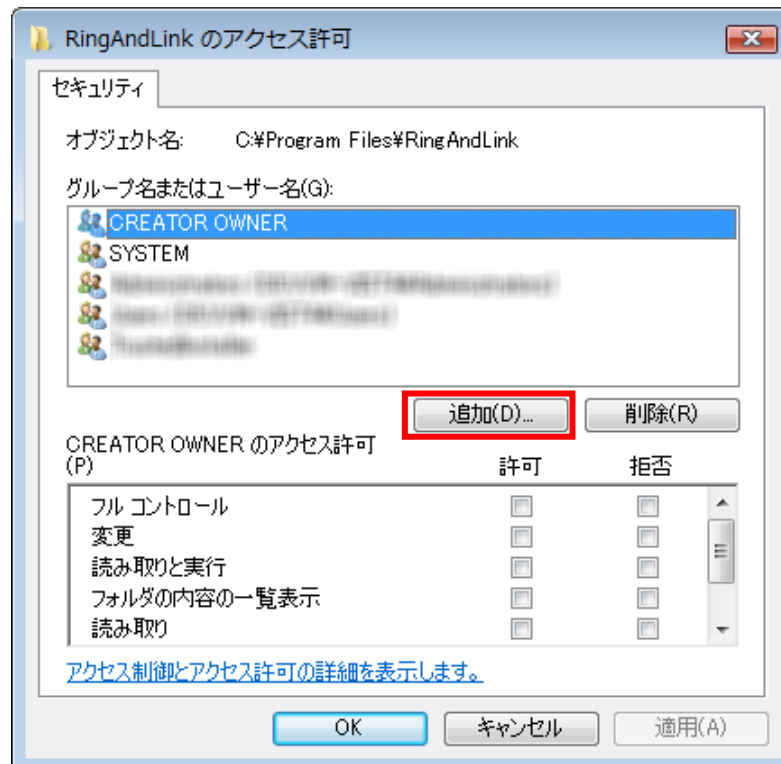 RingAndLink のアクセス許可
セキュリティ
オブジェクト名: C:¥Program Files¥RingAndLink
グループ名またはユーザー名(G):
CREATOR OWNER
SYSTEM
追加(D)... 削除(R)
CREATOR OWNER のアクセス許可
(P) 許可 拒否
フル コントロール
変更
読み取りと実行
フォルダの内容の一覧表示
読み取り
アクセス制御とアクセス許可の詳細を表示します。
OK キャンセル 適用(A)